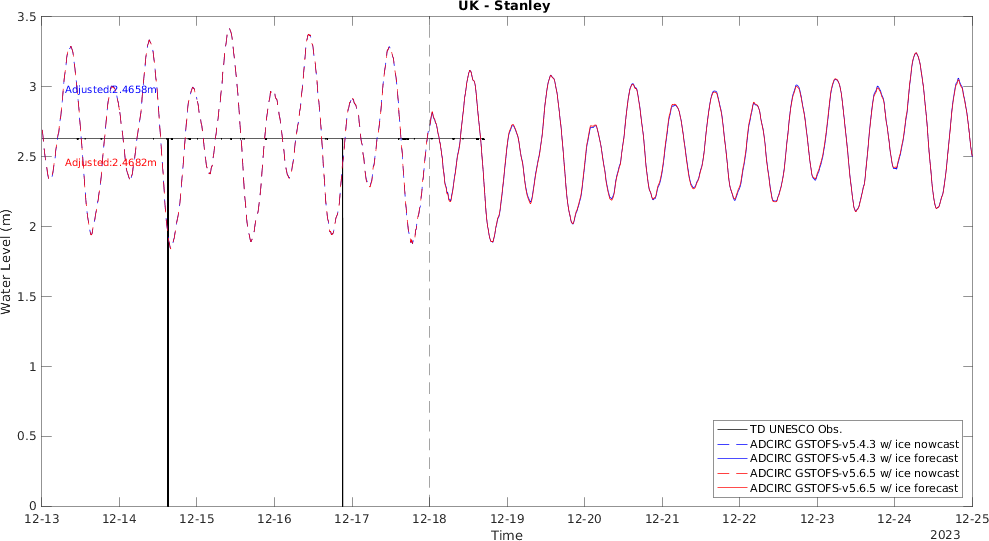 UK - Stanley
3.5
3
2.5
2
1.5
1
0.5
0
Water Level (m)
Adjusted:2.4658m
Adjusted:2.4682m
TD UNESCO Obs.
ADCIRC GSTOFS-v5.4.3 w/ ice nowcast
ADCIRC GSTOFS-v5.4.3 w/ ice forecast
ADCIRC GSTOFS-v5.6.5 w/ ice nowcast
ADCIRC GSTOFS-v5.6.5 w/ ice forecast
12-13 12-14 12-15 12-16 12-17 12-18 12-19 12-20 12-21 12-22 12-23 12-24 12-25
Time
2023